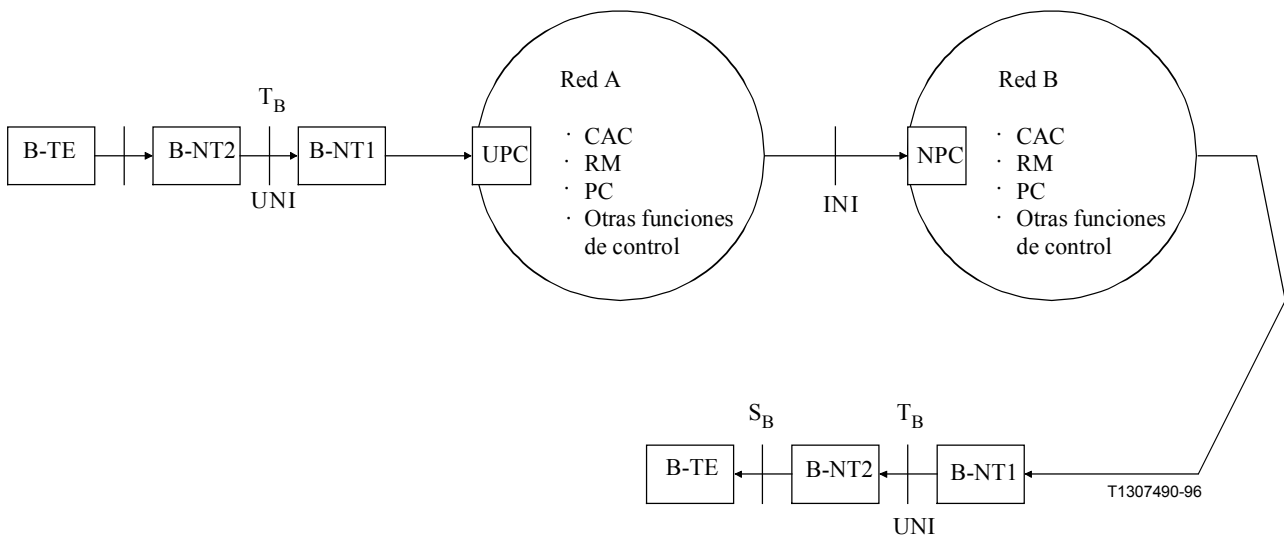 Red A
Red B
T_B
B-TE
B-NT2
B-NT1
UPC
· CAC
· RM
· PC
· Otras funciones
de control
NPC
· CAC
· RM
· PC
· Otras funciones
de control
UNI
INI
S_B
T_B
B-TE
B-NT2
B-NT1
T1307490-96
UNI